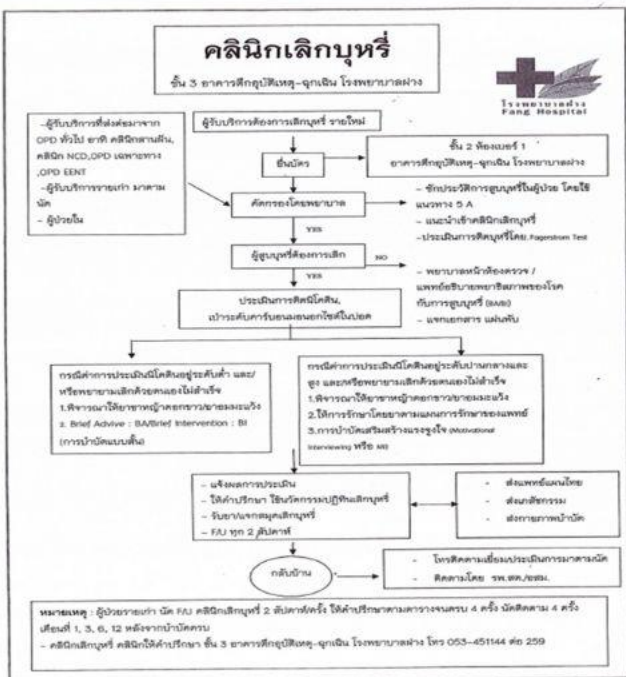 คลินิกเลิกบุหรี่
ชั้น 3 อาคารตึกอุบัติเหตุ-ฉุกเฉิน โรงพยาบาลฝาง
โรงพยาบาลฝาง
Fang Hospital
-ผู้รับบริการที่ส่งต่อมาจาก
OPD ทั่วไป อาทิ คลินิกสานฝัน,
คลินิก NCD,OPD เฉพาะทาง
,OPD EENT
-ผู้รับบริการรายเก่า มาตาม
นัด
- ผู้ป่วยใน
ผู้รับบริการต้องการเลิกบุหรี่ รายใหม่
ยื่นบัตร
ชั้น 2 ห้องเบอร์ 1
อาคารตึกอุบัติเหตุ-ฉุกเฉิน โรงพยาบาลฝาง
คัดกรองโดยพยาบาล
- ซักประวัติการสูบบุหรี่ในผู้ป่วย โดยใช้
แนวทาง 5 A
- แนะนำเข้าคลินิกเลิกบุหรี่
-ประเมินการติดบุหรี่โดย Fagerstrom Test
YES
ผู้สูบบุหรี่ต้องการเลิก
NO
- พยาบาลหน้าห้องตรวจ /
แพทย์อธิบายพยาธิสภาพของโรค
กับการสูบบุหรี่ (BA/BI)
- แจกเอกสาร แผ่นพับ
YES
ประเมินการติดนิโคติน,
เป่าระดับคาร์บอนมอนอกไซด์ในปอด
กรณีค่าการประเมินนิโคตินอยู่ระดับต่ำ และ/
หรือพยายามเลิกด้วยตนเองไม่สำเร็จ
1.พิจารณาให้ยาชาหญ้าดอกขาว/ยาอมมะแว้ง
2. Brief Advive : BA/Brief Intervention : BI
(การบำบัดแบบสั้น)
กรณีค่าการประเมินนิโคตินอยู่ระดับปานกลางและ
สูง และ/หรือพยายามเลิกด้วยตนเองไม่สำเร็จ
1.พิจารณาให้ยาชาหญ้าดอกขาว/ยาอมมะแว้ง
2.ให้การรักษาโดยยาตามแผนการรักษาของแพทย์
3.การบำบัดเสริมสร้างแรงจูงใจ (Motivational
Interviewing หรือ MI)
- แจ้งผลการประเมิน
- ให้คำปรึกษา ใช้นวัตกรรมปฏิทินเลิกบุหรี่
- รับยา/แจกสมุดเลิกบุหรี่
- F/U ทุก 2 สัปดาห์
- ส่งแพทย์แผนไทย
- ส่งเภสัชกรรม
- ส่งกายภาพบำบัด
กลับบ้าน
- โทรติดตามเยี่ยม/ประเมินการมาตามนัด
- ติดตามโดย รพ.สต./อสม.
หมายเหตุ : ผู้ป่วยรายเก่า นัด F/U คลินิกเลิกบุหรี่ 2 สัปดาห์/ครั้ง ให้คำปรึกษาตามตารางจนครบ 4 ครั้ง นัดติดตาม 4 ครั้ง
เดือนที่ 1, 3, 6, 12 หลังจากบำบัดครบ
- คลินิกเลิกบุหรี่ คลินิกให้คำปรึกษา ชั้น 3 อาคารตึกอุบัติเหตุ-ฉุกเฉิน โรงพยาบาลฝาง โทร 053-451144 ต่อ 259